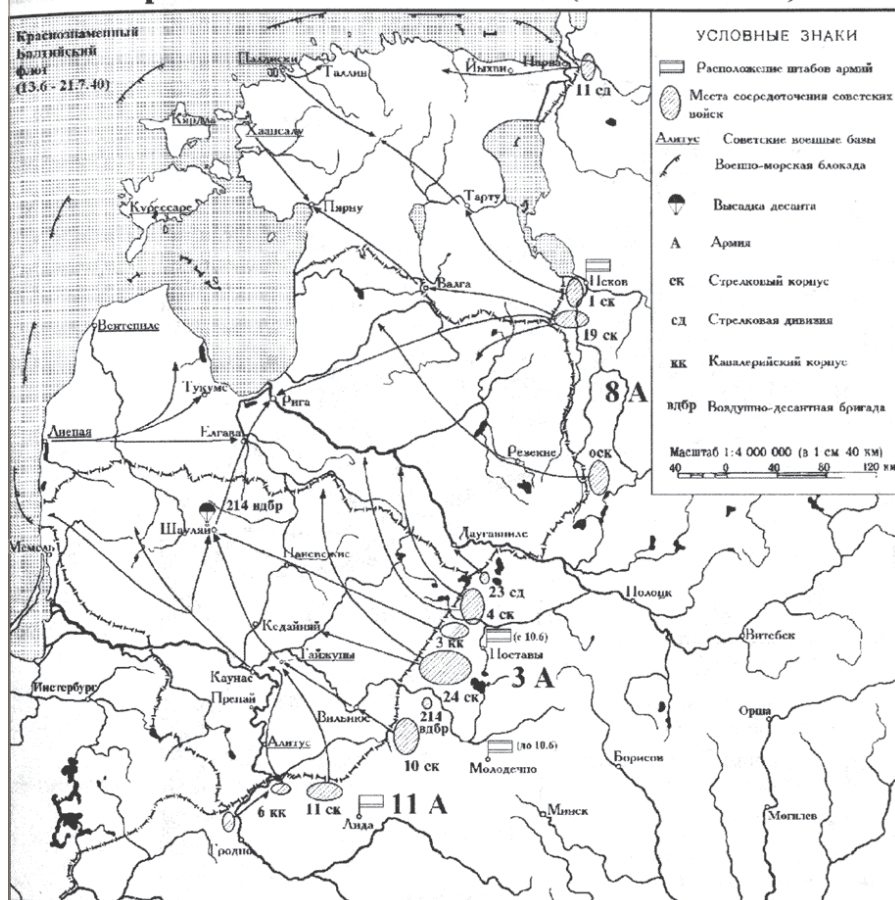 Краснознаменный
Балтийский
флот
(13.6 - 21.7.40)
Палдиски
Таллин
Йыхви
Нарва
11 сд
Кярдла
Хаапсалу
Курессаре
Пярну
Тарту
Валга
Псков
1 ск
19 ск
8 А
Вентспилс
Тукумс
Рига
Лиепая
Елгава
Резекне
оск
214 вдбр
Шауляй
Мемель
Паневежис
Даугавпилс
23 сд
4 ск
Полоцк
Кедайняй
3 кк
(с 10.6)
Поставы
Витебск
Гайжуны
Каунас
24 ск
3 А
Инстербург
Пренай
Вильнюс
214
вдбр
Орша
Алитус
10 ск
(до 10.6)
Молодечно
Борисов
6 кк
11 ск
11 А
Лида
Минск
Могилев
Гродно
УСЛОВНЫЕ ЗНАКИ
Расположение штабов армий
Места сосредоточения советских
войск
Алитус Советские военные базы
Военно-морская блокада
Высадка десанта
А Армия
ск Стрелковый корпус
сд Стрелковая дивизия
кк Кавалерийский корпус
вдбр Воздушно-десантная бригада
Масштаб 1:4 000 000 (в 1 см 40 км)
40 0 40 80 120 км